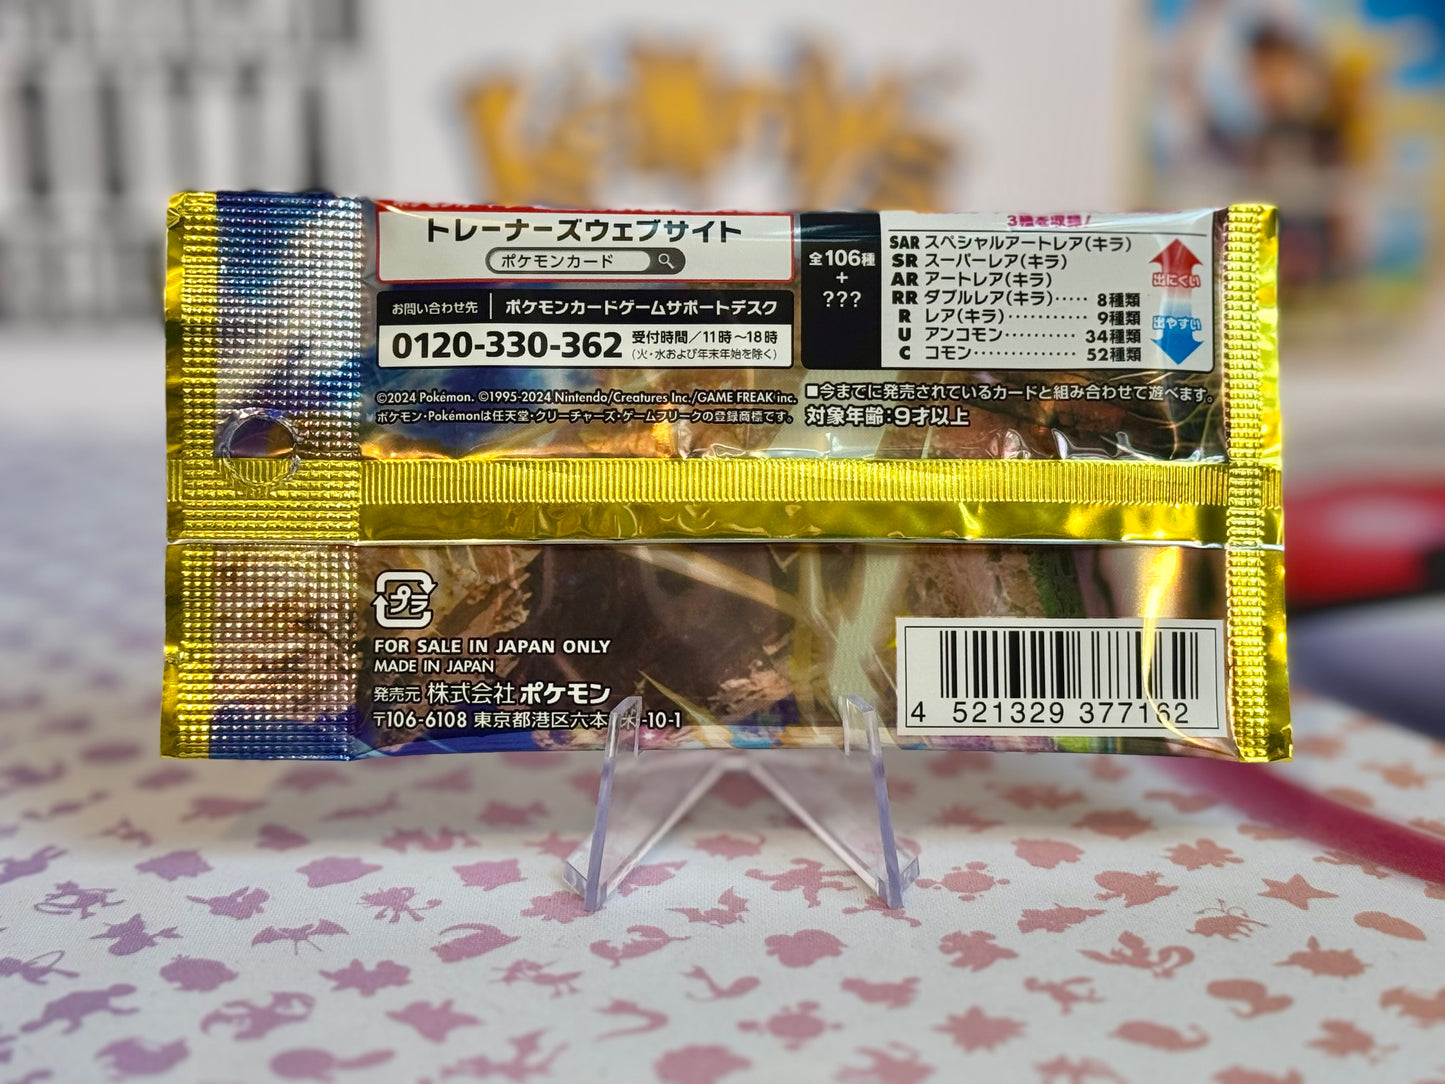 トレーナーズウェブサイト
ポケモンカード
お問い合わせ先 ポケモンカードゲームサポートデスク
0120-330-362 受付時間/11時~18時
(火・水および年末年始を除く)
©2024 Pokémon. ©1995-2024 Nintendo/Creatures Inc./GAME FREAK inc.
ポケモン・Pokémonは任天堂・クリーチャーズ・ゲームフリークの登録商標です。
3種を収録!
全106種
+
???
SAR スペシャルアートレア(キラ)
SR スーパーレア(キラ)
AR アートレア(キラ)
RR ダブルレア(キラ)····· 8種類
R レア(キラ)············ 9種類
U アンコモン·········· 34種類
C コモン·············· 52種類
出にくい
出やすい
■今までに発売されているカードと組み合わせて遊べます。
対象年齢:9才以上
プラ
FOR SALE IN JAPAN ONLY
MADE IN JAPAN
発売元 株式会社ポケモン
〒106-6108 東京都港区六本木-10-1
4 521329 377162